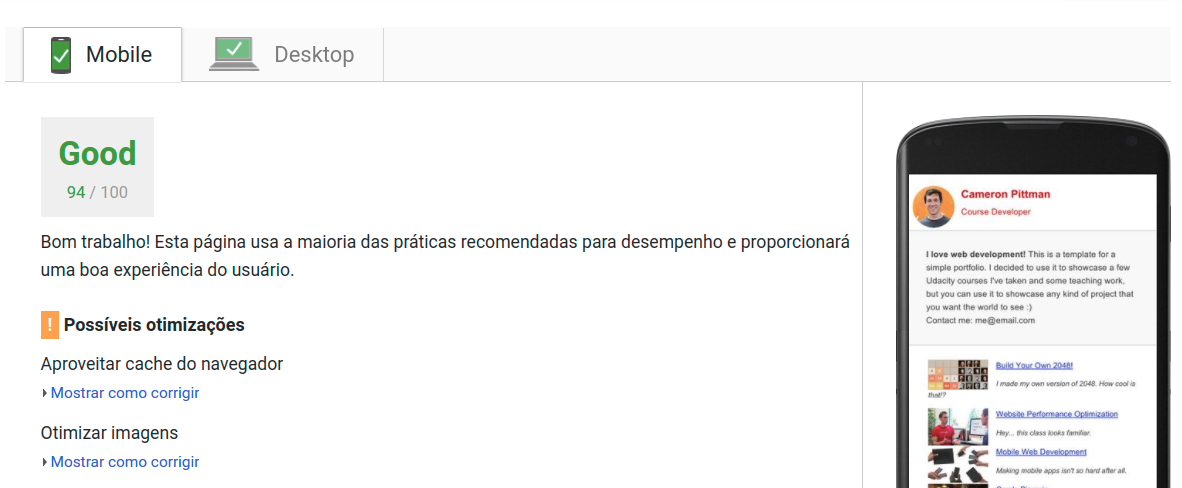 Mobile
Desktop
Good
94 / 100
Bom trabalho! Esta página usa a maioria das práticas recomendadas para desempenho e proporcionará
uma boa experiência do usuário.
! Possíveis otimizações
Aproveitar cache do navegador
Mostrar como corrigir
Otimizar imagens
Mostrar como corrigir
Cameron Pittman
Course Developer
I love web development! This is a template for a
simple portfolio. I decided to use it to showcase a few
Udacity courses I've taken and some teaching work,
but you can use it to showcase any kind of project that
you want the world to see :)
Contact me: me@email.com
Build Your Own 2048!
I made my own version of 2048. How cool is
that!?
Website Performance Optimization
Hey... this class looks familiar.
Mobile Web Development
Making mobile apps isn't so hard after all.